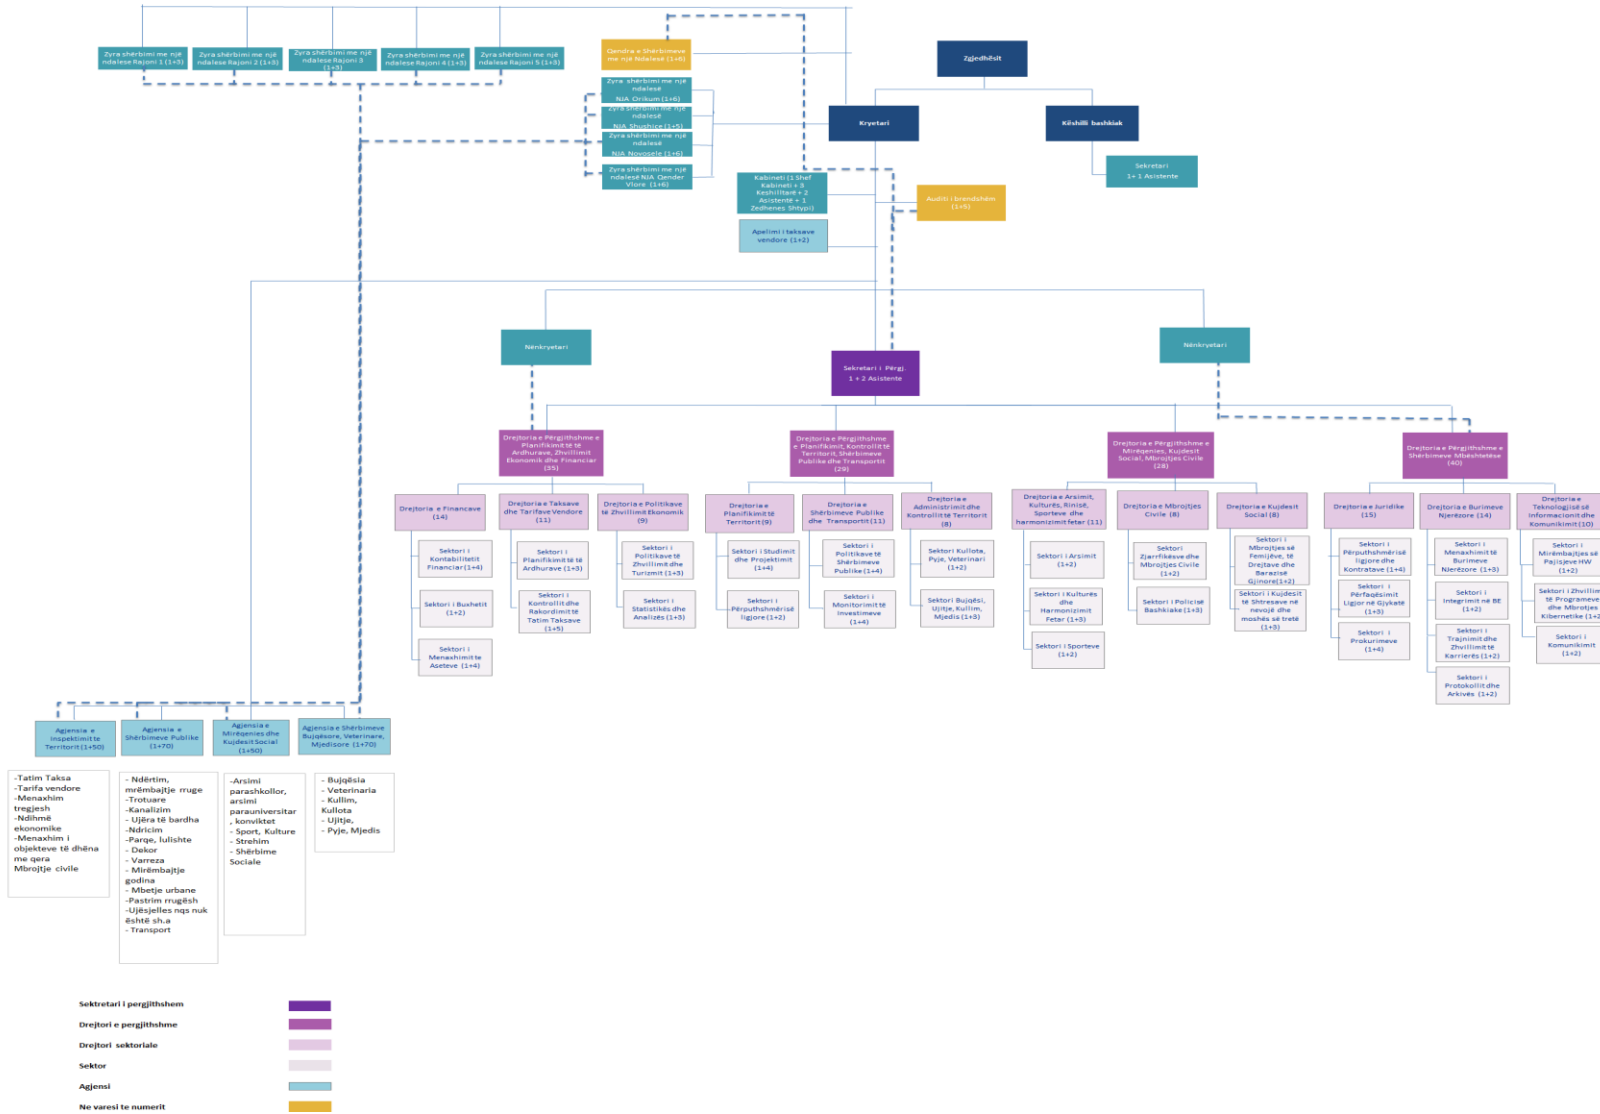 Zyra shërbimi me një
ndalese Rajoni 1 (1+3)
Zyra shërbimi me një
ndalese Rajoni 2 (1+3)
Zyra shërbimi me një
ndalese Rajoni 3
(1+3)
Zyra shërbimi me një
ndalese Rajoni 4 (1+3)
Zyra shërbimi me një
ndalese Rajoni 5 (1+3)
Qendra e Shërbimeve
me një Ndalesë (1+6)
Zyra shërbimi me një
ndalesë
NJA Orikum (1+6)
Zyra shërbimi me një
ndalesë
NJA Shushice (1+5)
Zyra shërbimi me një
ndalesë
NJA Novosele (1+6)
Zyra shërbimi me një
ndalesë NJA Qender
Vlore (1+6)
Zgjedhësit
Kryetari
Këshilli bashkiak
Sekretari
1+ 1 Asistente
Kabineti (1 Shef
Kabineti + 3
Keshilltarë + 2
Asistentë + 1
Zedhenes Shtypi)
Auditi i brendshëm
(1+5)
Apelimi i taksave
vendore (1+2)
Nënkryetari
Nënkryetari
Sekretari i Përgj.
1 + 2 Asistente
Drejtoria e Përgjithshme e
Planifikimit të të
Ardhurave, Zhvillimit
Ekonomik dhe Financiar
(35)
Drejtoria e Përgjithshme
e Planifikimit, Kontrollit të
Territorit, Shërbimeve
Publike dhe Transportit
(29)
Drejtoria e Përgjithshme e
Mirëqenies, Kujdesit
Social, Mbrojtjes Civile
(28)
Drejtoria e Përgjithshme e
Shërbimeve Mbështetëse
(40)
Drejtoria e Financave
(14)
Drejtoria e Taksave
dhe Tarifave Vendore
(11)
Drejtoria e Politikave
të Zhvillimit Ekonomik
(9)
Drejtoria e
Planifikimit të
Territorit (9)
Drejtoria e
Shërbimeve Publike
dhe Transportit (11)
Drejtoria e
Administrimit dhe
Kontrollit të Territorit
(8)
Drejtoria e Arsimit,
Kulturës, Rinisë,
Sporteve dhe
harmonizimit fetar (11)
Drejtoria e Mbrojtjes
Civile (8)
Drejtoria e Kujdesit
Social (8)
Drejtoria e Juridike
(15)
Drejtoria e Burimeve
Njerëzore (14)
Drejtoria e
Teknologjisë së
Informacionit dhe
Komunikimit (10)
Sektori i
Kontabilitetit
Financiar (1+4)
Sektori i Buxhetit
(1+2)
Sektori i
Menaxhimit te
Aseteve (1+4)
Sektori i
Planifikimit të
Ardhurave (1+3)
Sektori i
Kontrollit dhe
Rakordimit të
Tatim Taksave
(1+5)
Sektori i
Politikave të
Zhvillimit dhe
Turizmit (1+3)
Sektori i
Statistikës dhe
Analizës (1+3)
Sektori i Studimit
dhe Projektimit
(1+4)
Sektori i
Përputhshmërisë
ligjore (1+2)
Sektori i
Politikave të
Shërbimeve
Publike (1+4)
Sektori i
Monitorimit të
Investimeve
(1+4)
Sektori Kullota,
Pyje, Veterinari
(1+2)
Sektori Bujqësi,
Ujitje, Kullim,
Mjedis (1+3)
Sektori i Arsimit
(1+2)
Sektori i Kulturës
dhe
Harmonizimit
Fetar (1+3)
Sektori i Sporteve
(1+2)
Sektori
Zjarrfikësve dhe
Mbrojtjes Civile
(1+2)
Sektori i Policisë
Bashkiake (1+3)
Sektori i
Mbrojtjes së
Femijëve, të
Drejtave dhe
Barazisë
Gjinore(1+2)
Sektori i Kujdesit
të Shtresave në
nevojë dhe
moshës së tretë
(1+3)
Sektori i
Përputhshmërisë
ligjore dhe
Kontratave (1+4)
Sektori i
Përfaqësimit
Ligjor në Gjykatë
(1+3)
Sektori i
Prokurimeve
(1+4)
Sektori i
Menaxhimit të
Burimeve
Njerëzore (1+3)
Sektori i
Integrimit në BE
(1+2)
Sektori i
Trajnimit dhe
Zhvillimit të
Karrierës (1+2)
Sektori i
Protokollit dhe
Arkivës (1+2)
Sektori i
Mirëmbajtjes së
Pajisjeve HW
(1+2)
Sektori i Zhvillim
të Programeve
dhe Mbrotjes
Kibernetike (1+2
Sektori i
Komunikimit
(1+2)
Agjensia e
Inspektimit te
Territorit (1+50)
Agjensia e
Shërbimeve Publike
(1+70)
Agjensia e
Mirëqenies dhe
Kujdesit Social
(1+50)
Agjensia e Shërbimeve
Bujqësore, Veterinare,
Mjedisore (1+70)
-Tatim Taksa
-Tarifa vendore
-Menaxhim
tregjesh
-Ndihmë
ekonomike
-Menaxhim i
objekteve të dhëna
me qera
Mbrojtje civile
- Ndërtim,
mrëmbajtje rruge
-Trotuare
-Kanalizim
- Ujëra të bardha
-Ndricim
-Parqe, lulishte
- Dekor
- Varreza
- Mirëmbajtje
godina
- Mbetje urbane
-Pastrim rrugësh
-Ujësjelles nqs nuk
është sh.a
- Transport
-Arsimi
parashkollor,
arsimi
parauniversitar
, konviktet
- Sport, Kulture
- Strehim
- Shërbime
Sociale
- Bujqësia
- Veterinaria
- Kullim,
Kullota
- Ujitje,
- Pyje, Mjedis
Sektretari i pergjithshem
Drejtori e pergjithshme
Drejtori sektoriale
Sektor
Agjensi
Ne varesi te numerit